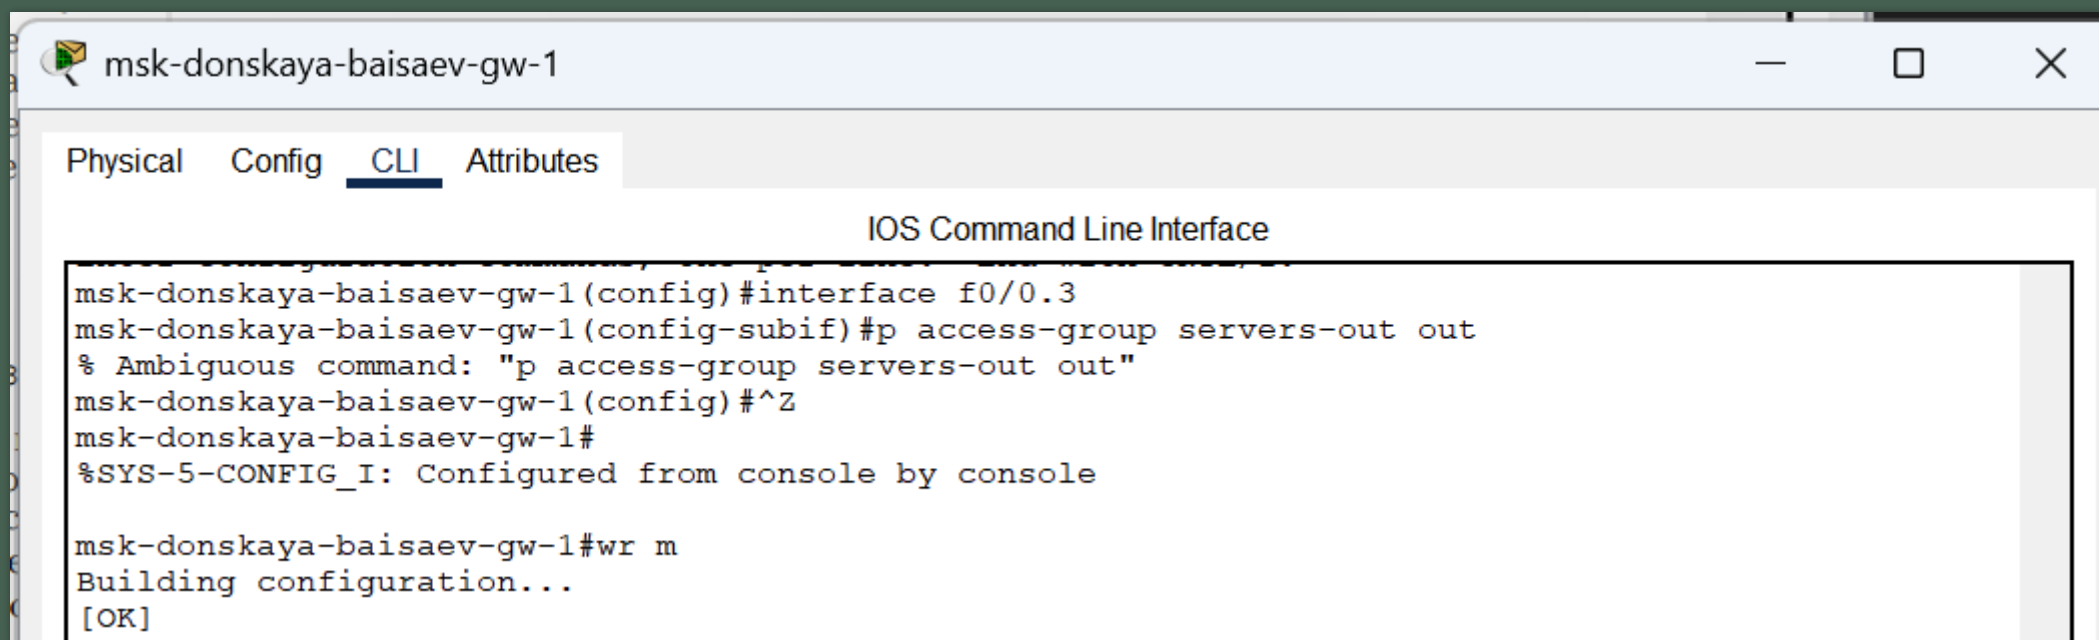 msk-donskaya-baisaev-gw-1
Physical Config CLI Attributes
IOS Command Line Interface
msk-donskaya-baisaev-gw-1(config)#interface f0/0.3
msk-donskaya-baisaev-gw-1(config-subif)#p access-group servers-out out
% Ambiguous command: "p access-group servers-out out"
msk-donskaya-baisaev-gw-1(config)#^Z
msk-donskaya-baisaev-gw-1#
%SYS-5-CONFIG_I: Configured from console by console
msk-donskaya-baisaev-gw-1#wr m
Building configuration...
[OK]